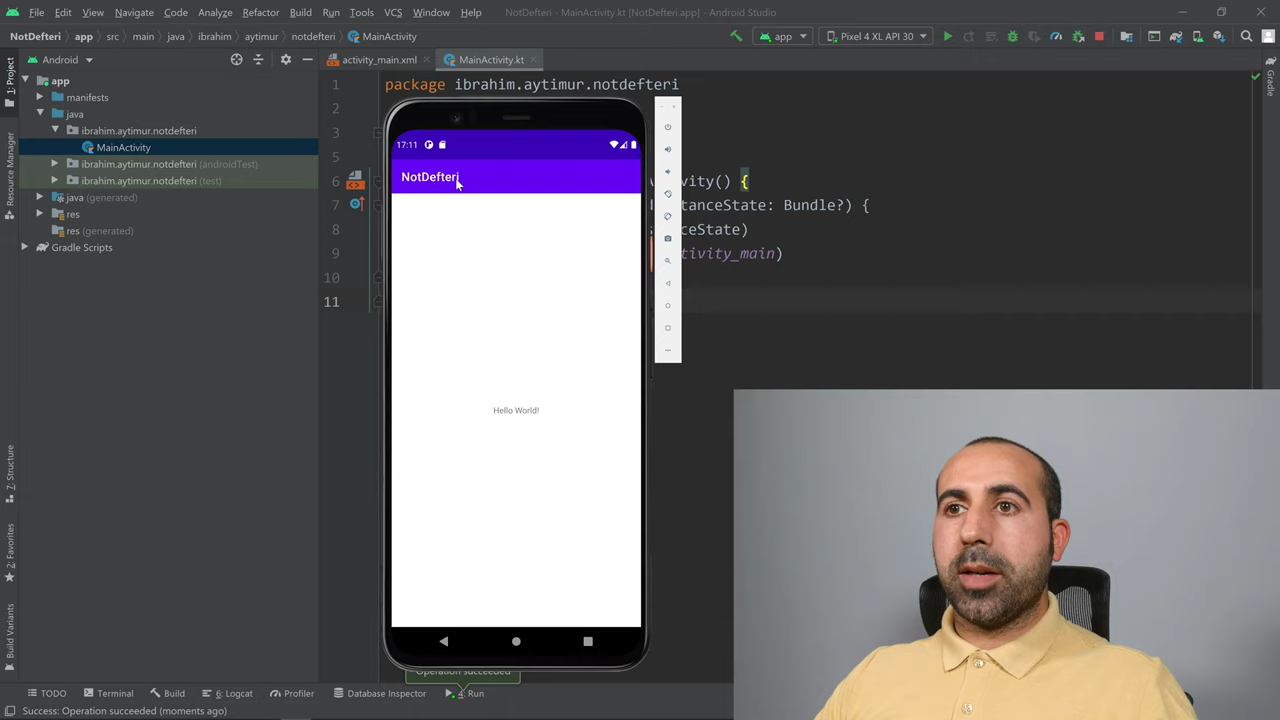 File Edit View Navigate Code Analyze Refactor Build Run Tools VCS Window Help NotDefteri - MainActivity.kt [NotDefteri.app] - Android Studio
NotDefteri app src main java ibrahim aytimur notdefteri MainActivity
app Pixel 4 XL API 30
1: Project
Resource Manager
7: Structure
2: Favorites
Build Variants
Gradle
Android
app
manifests
java
ibrahim.aytimur.notdefteri
MainActivity
ibrahim.aytimur.notdefteri (androidTest)
ibrahim.aytimur.notdefteri (test)
java (generated)
res
res (generated)
Gradle Scripts
activity_main.xml MainActivity.kt
1 package ibrahim.aytimur.notdefteri
2
3
5
6 vity() {
7 tanceState: Bundle?) {
8 ceState)
9 tivity_main)
10
11
17:11
NotDefteri
Hello World!
Operation succeeded
TODO Terminal Build 6: Logcat Profiler Database Inspector 4: Run
Success: Operation succeeded (moments ago)